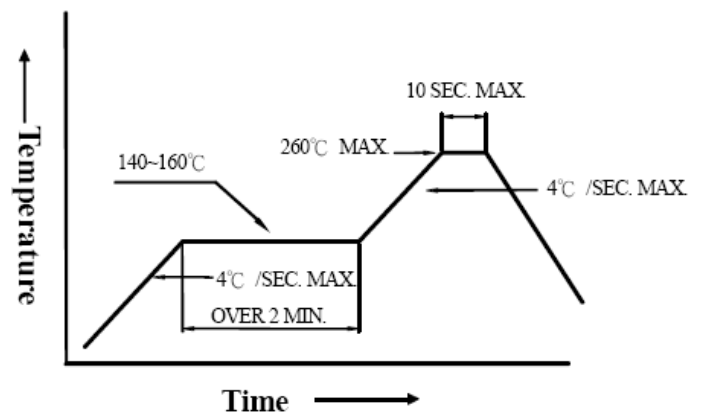 10 SEC. MAX.
260℃ MAX.
140~160℃
4℃ /SEC. MAX.
4℃ /SEC. MAX.
OVER 2 MIN.
Temperature
Time